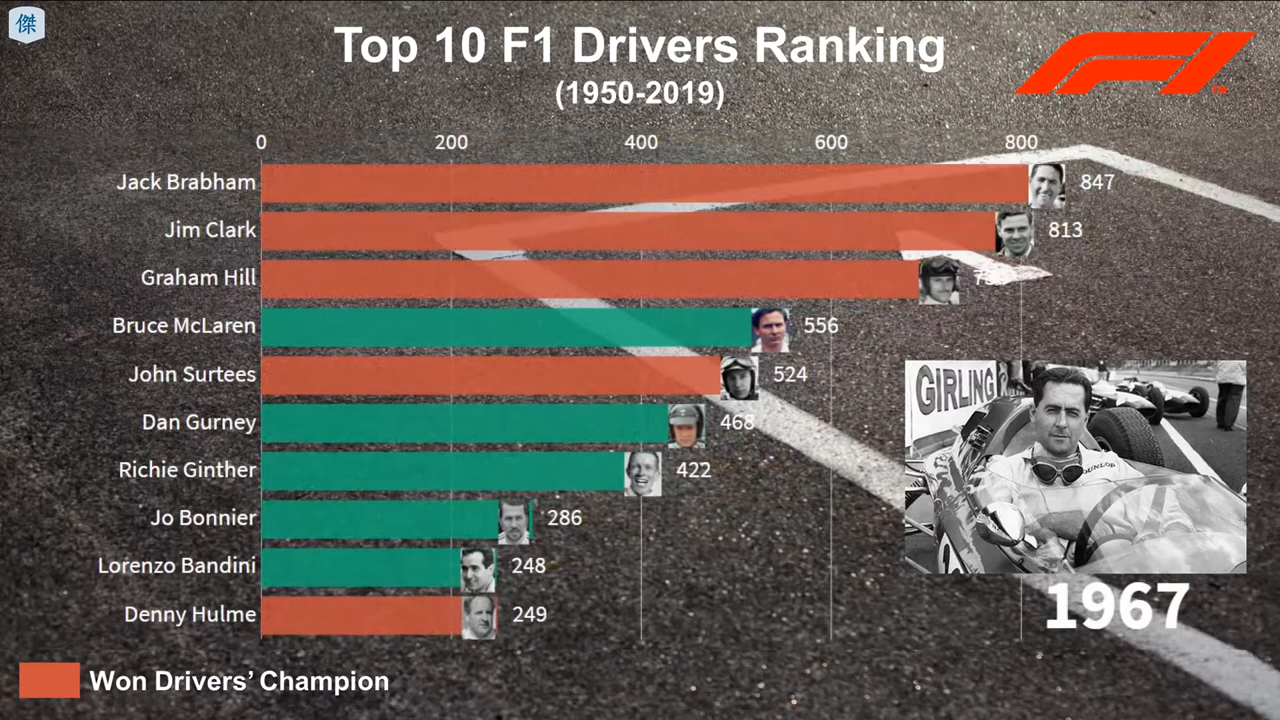 傑
Top 10 F1 Drivers Ranking
(1950-2019)
F1
TM
0 200 400 600 800
Jack Brabham 847
Jim Clark 813
Graham Hill
Bruce McLaren 556
John Surtees 524
Dan Gurney 468
Richie Ginther 422
Jo Bonnier 286
Lorenzo Bandini 248
Denny Hulme 249
GIRLING
DUNLOP
1967
Won Drivers’ Champion